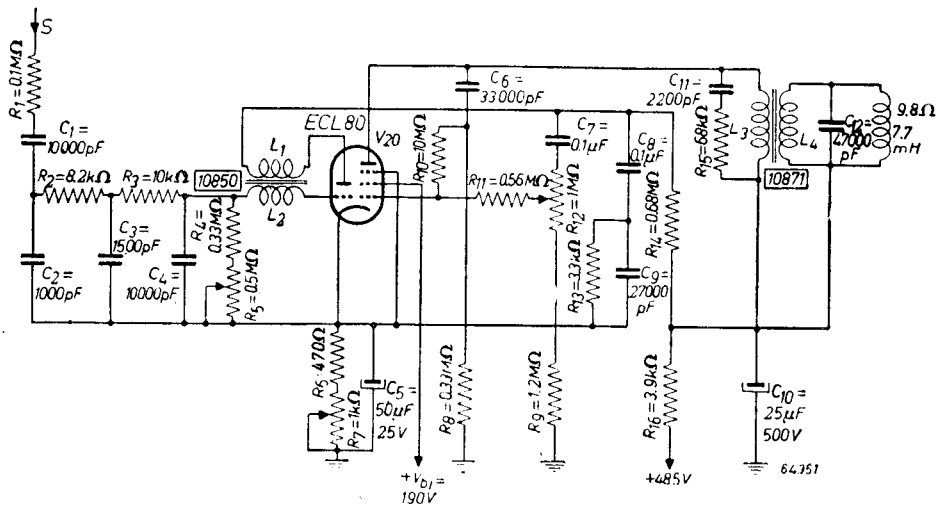 S
R1=0.1MΩ
C1=
10000pF
R2=8.2kΩ
R3=10kΩ
C2=
1000pF
C3=
1500pF
C4=
10000pF
10850
R4=
0.33MΩ
R5=0.5MΩ
L1
L2
ECL80
V20
R6=470Ω
R7=1kΩ
C5=
50μF
25V
+Vb1=
190V
C6=
33000pF
R10=10MΩ
R11=0.56MΩ
R8=0.33MΩ
C7=
0.1μF
R12=1MΩ
R9=1.2MΩ
C8=
0.1μF
R13=3.3kΩ
C9=
27000
pF
R14=0.68MΩ
R16=3.9kΩ
+485V
C11=
2200pF
R15=68kΩ
L3
L4
10871
C12=
47000
pF
9.8Ω
7.7
mH
C10=
25μF
500V
64351